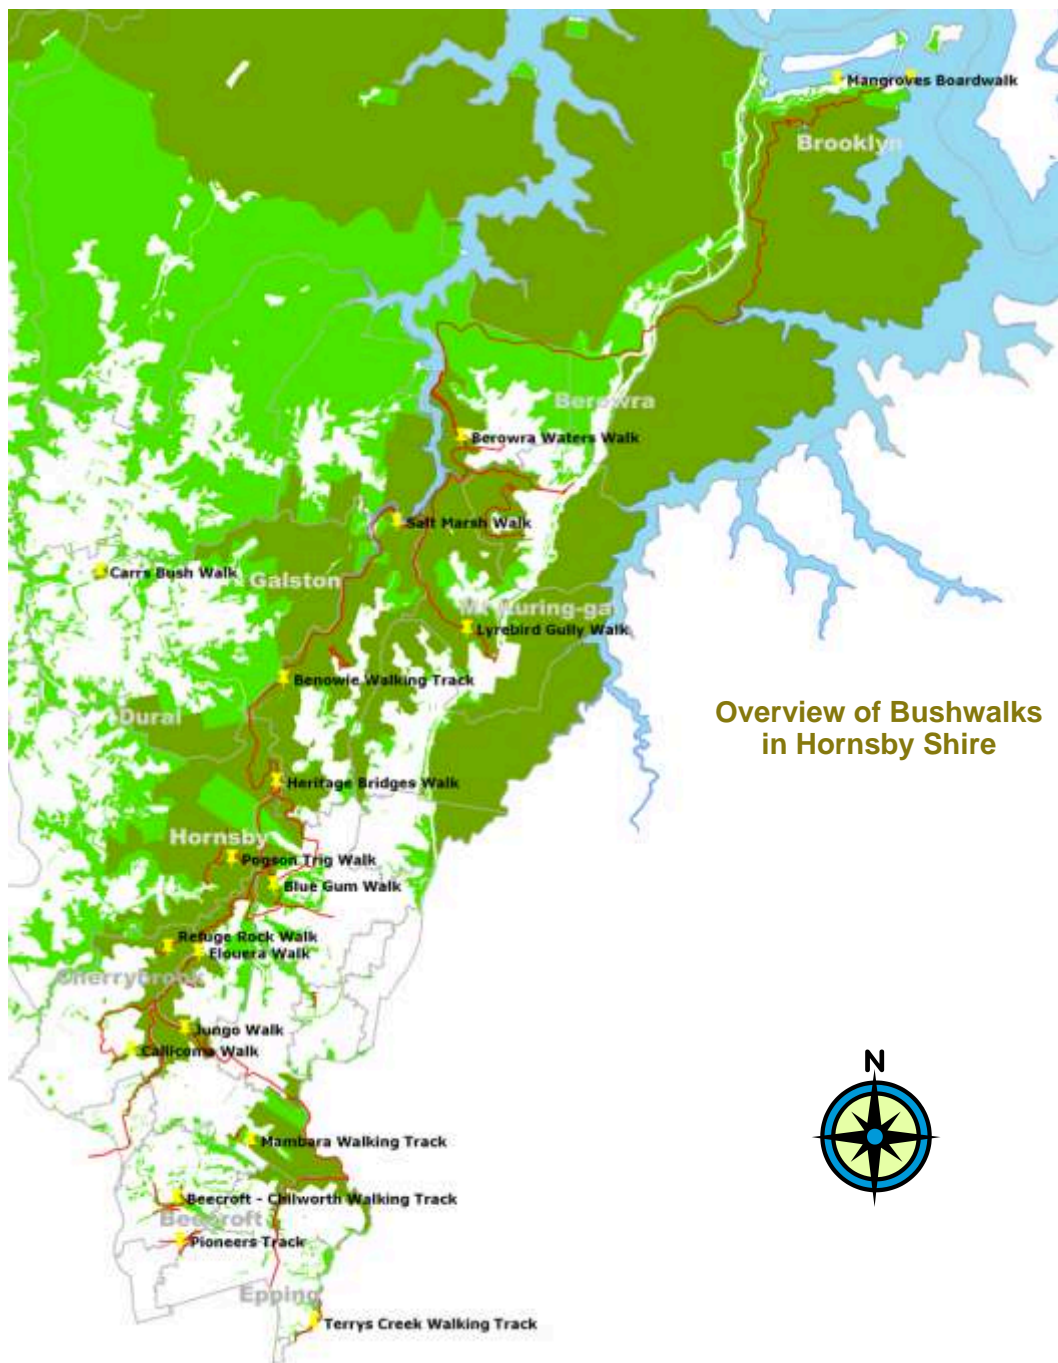 Mangroves Boardwalk
Brooklyn
Berowra
Berowra Waters Walk
Salt Marsh Walk
Carrs Bush Walk
Galston
Mt Kuring-gai
Lyrebird Gully Walk
Benowie Walking Track
Dural
Overview of Bushwalks
in Hornsby Shire
Heritage Bridges Walk
Hornsby
Pogson Trig Walk
Blue Gum Walk
Refuge Rock Walk
Elouera Walk
Cherrybrook
Jungo Walk
Callicoma Walk
N
Mambara Walking Track
Beecroft - Chilworth Walking Track
Beecroft
Pioneers Track
Epping
Terrys Creek Walking Track